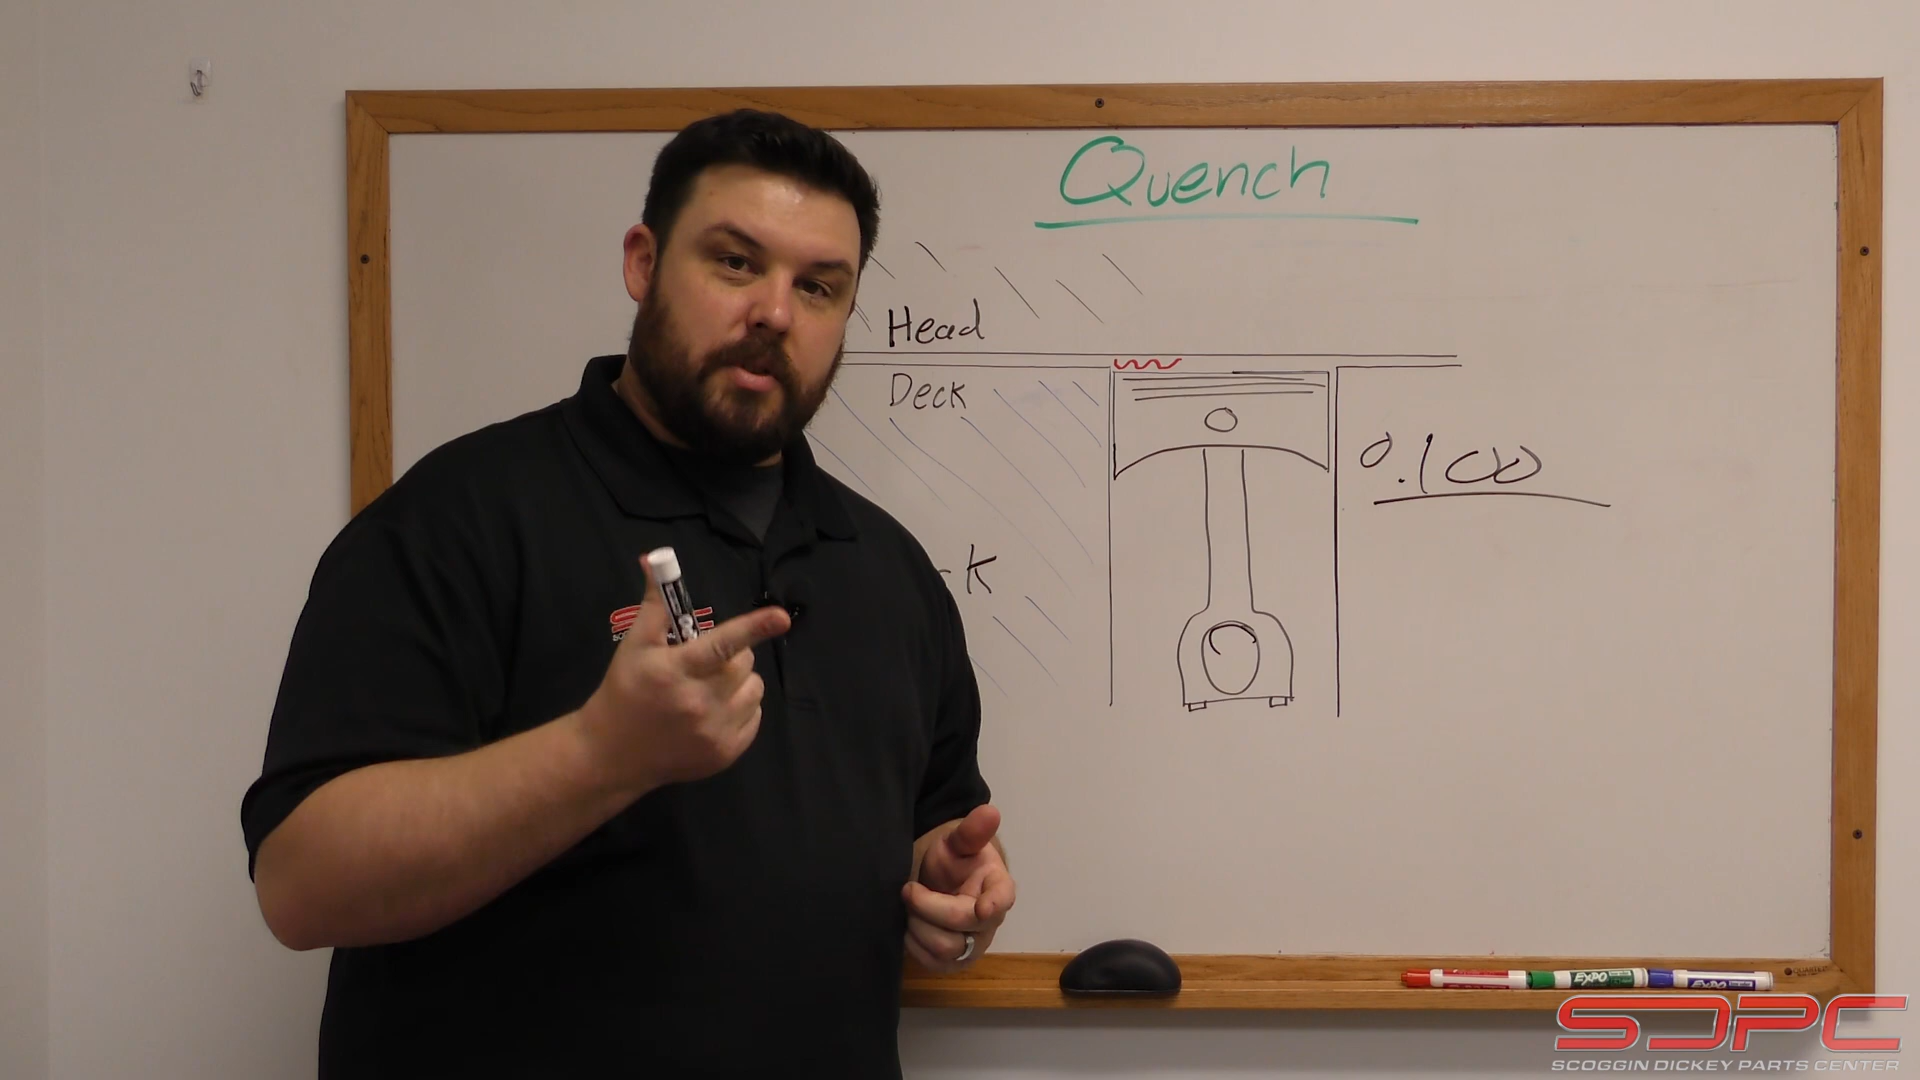 Quench
Head
Deck
0.100
k
EXPO
EXPO
SDPC
SCOGGIN DICKEY PARTS CENTER